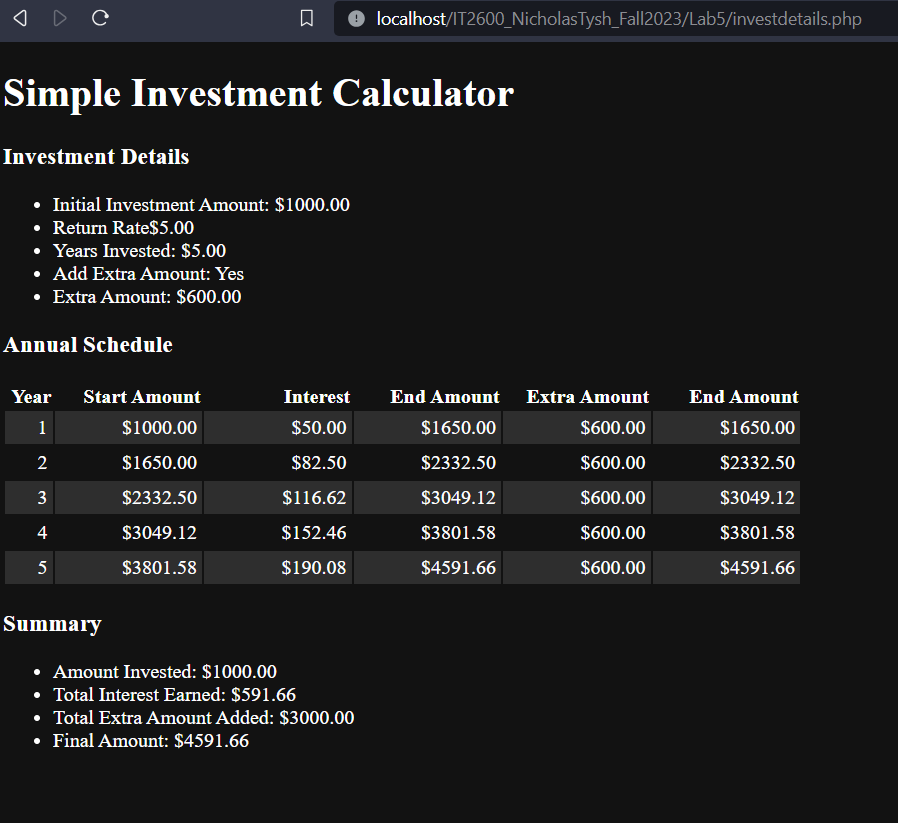 localhost/IT2600_NicholasTysh_Fall2023/Lab5/investdetails.php
Simple Investment Calculator
Investment Details
Initial Investment Amount: $1000.00
Return Rate$5.00
Years Invested: $5.00
Add Extra Amount: Yes
Extra Amount: $600.00
Annual Schedule
Year Start Amount Interest End Amount Extra Amount End Amount
1 $1000.00 $50.00 $1650.00 $600.00 $1650.00
2 $1650.00 $82.50 $2332.50 $600.00 $2332.50
3 $2332.50 $116.62 $3049.12 $600.00 $3049.12
4 $3049.12 $152.46 $3801.58 $600.00 $3801.58
5 $3801.58 $190.08 $4591.66 $600.00 $4591.66
Summary
Amount Invested: $1000.00
Total Interest Earned: $591.66
Total Extra Amount Added: $3000.00
Final Amount: $4591.66